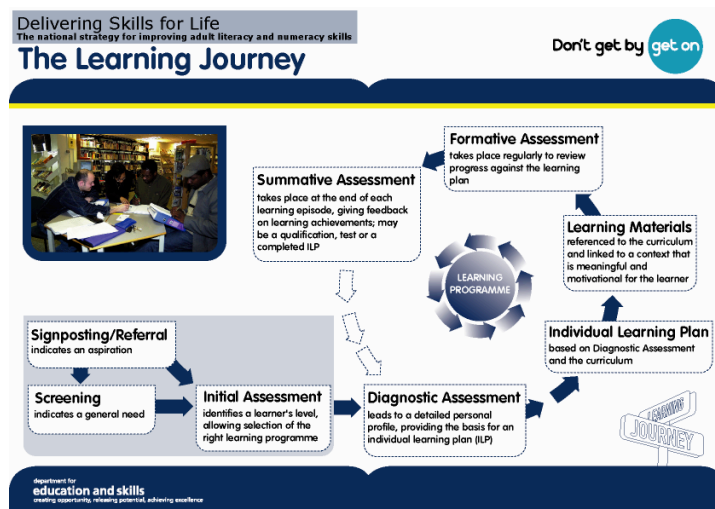 Delivering Skills for Life
The national strategy for improving adult literacy and numeracy skills
The Learning Journey
Don't get by get on
Formative Assessment
takes place regularly to review
progress against the learning
plan
Summative Assessment
takes place at the end of each
learning episode, giving feedback
on learning achievements; may
be a qualification, test or a
completed ILP
Learning Materials
referenced to the curriculum
and linked to a context that
is meaningful and
motivational for the learner
LEARNING
PROGRAMME
Signposting/Referral
indicates an aspiration
Individual Learning Plan
based on Diagnostic Assessment
and the curriculum
Screening
indicates a general need
Initial Assessment
identifies a learner's level,
allowing selection of the
right learning programme
Diagnostic Assessment
leads to a detailed personal
profile, providing the basis for an
individual learning plan (ILP)
LEARNING
JOURNEY
department for
education and skills
creating opportunity, releasing potential, achieving excellence